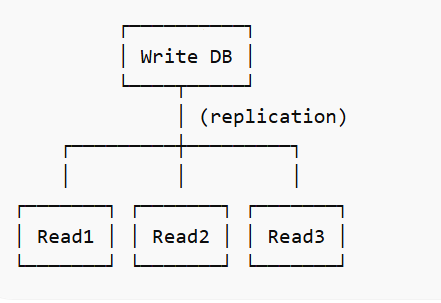 Write DB
(replication)
Read1 Read2 Read3